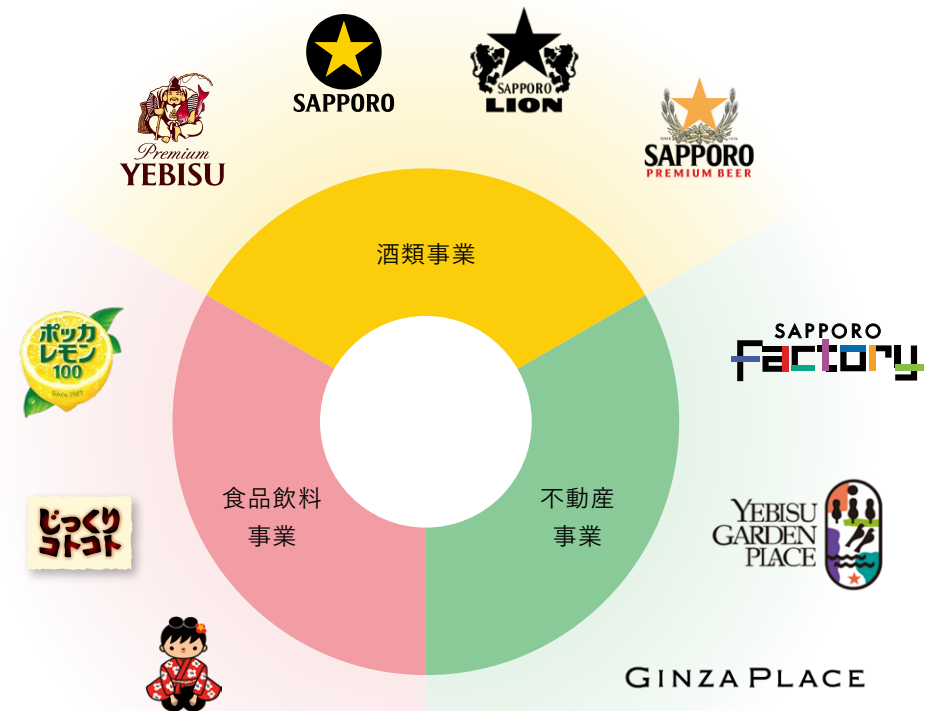 SAPPORO
SAPPORO
LION
Premium
YEBISU
SAPPORO
PREMIUM BEER
酒類事業
ポッカ
レモン
100
Since 1957
SAPPORO
Factory
食品飲料
事業
不動産
事業
じっくり
コトコト
YEBISU
GARDEN
PLACE
GINZA PLACE